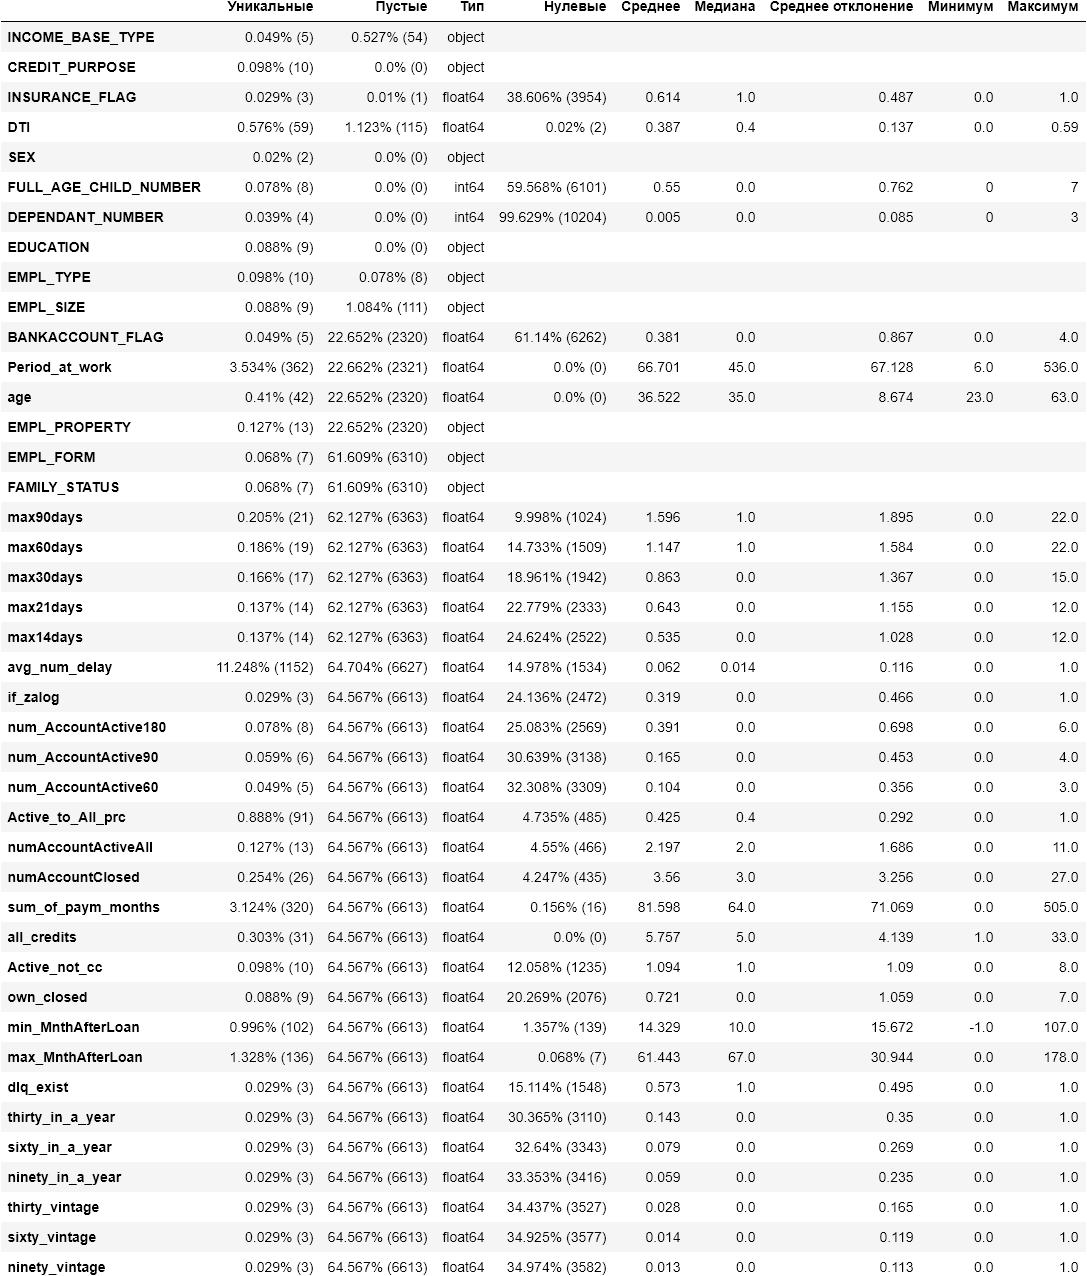 Уникальные Пустые Тип Нулевые Среднее Медиана Среднее отклонение Минимум Максимум
INCOME_BASE_TYPE 0.049% (5) 0.527% (54) object
CREDIT_PURPOSE 0.098% (10) 0.0% (0) object
INSURANCE_FLAG 0.029% (3) 0.01% (1) float64 38.606% (3954) 0.614 1.0 0.487 0.0 1.0
DTI 0.576% (59) 1.123% (115) float64 0.02% (2) 0.387 0.4 0.137 0.0 0.59
SEX 0.02% (2) 0.0% (0) object
FULL_AGE_CHILD_NUMBER 0.078% (8) 0.0% (0) int64 59.568% (6101) 0.55 0.0 0.762 0 7
DEPENDANT_NUMBER 0.039% (4) 0.0% (0) int64 99.629% (10204) 0.005 0.0 0.085 0 3
EDUCATION 0.088% (9) 0.0% (0) object
EMPL_TYPE 0.098% (10) 0.078% (8) object
EMPL_SIZE 0.088% (9) 1.084% (111) object
BANKACCOUNT_FLAG 0.049% (5) 22.652% (2320) float64 61.14% (6262) 0.381 0.0 0.867 0.0 4.0
Period_at_work 3.534% (362) 22.662% (2321) float64 0.0% (0) 66.701 45.0 67.128 6.0 536.0
age 0.41% (42) 22.652% (2320) float64 0.0% (0) 36.522 35.0 8.674 23.0 63.0
EMPL_PROPERTY 0.127% (13) 22.652% (2320) object
EMPL_FORM 0.068% (7) 61.609% (6310) object
FAMILY_STATUS 0.068% (7) 61.609% (6310) object
max90days 0.205% (21) 62.127% (6363) float64 9.998% (1024) 1.596 1.0 1.895 0.0 22.0
max60days 0.186% (19) 62.127% (6363) float64 14.733% (1509) 1.147 1.0 1.584 0.0 22.0
max30days 0.166% (17) 62.127% (6363) float64 18.961% (1942) 0.863 0.0 1.367 0.0 15.0
max21days 0.137% (14) 62.127% (6363) float64 22.779% (2333) 0.643 0.0 1.155 0.0 12.0
max14days 0.137% (14) 62.127% (6363) float64 24.624% (2522) 0.535 0.0 1.028 0.0 12.0
avg_num_delay 11.248% (1152) 64.704% (6627) float64 14.978% (1534) 0.062 0.014 0.116 0.0 1.0
if_zalog 0.029% (3) 64.567% (6613) float64 24.136% (2472) 0.319 0.0 0.466 0.0 1.0
num_AccountActive180 0.078% (8) 64.567% (6613) float64 25.083% (2569) 0.391 0.0 0.698 0.0 6.0
num_AccountActive90 0.059% (6) 64.567% (6613) float64 30.639% (3138) 0.165 0.0 0.453 0.0 4.0
num_AccountActive60 0.049% (5) 64.567% (6613) float64 32.308% (3309) 0.104 0.0 0.356 0.0 3.0
Active_to_All_prc 0.888% (91) 64.567% (6613) float64 4.735% (485) 0.425 0.4 0.292 0.0 1.0
numAccountActiveAll 0.127% (13) 64.567% (6613) float64 4.55% (466) 2.197 2.0 1.686 0.0 11.0
numAccountClosed 0.254% (26) 64.567% (6613) float64 4.247% (435) 3.56 3.0 3.256 0.0 27.0
sum_of_paym_months 3.124% (320) 64.567% (6613) float64 0.156% (16) 81.598 64.0 71.069 0.0 505.0
all_credits 0.303% (31) 64.567% (6613) float64 0.0% (0) 5.757 5.0 4.139 1.0 33.0
Active_not_cc 0.098% (10) 64.567% (6613) float64 12.058% (1235) 1.094 1.0 1.09 0.0 8.0
own_closed 0.088% (9) 64.567% (6613) float64 20.269% (2076) 0.721 0.0 1.059 0.0 7.0
min_MnthAfterLoan 0.996% (102) 64.567% (6613) float64 1.357% (139) 14.329 10.0 15.672 -1.0 107.0
max_MnthAfterLoan 1.328% (136) 64.567% (6613) float64 0.068% (7) 61.443 67.0 30.944 0.0 178.0
dlq_exist 0.029% (3) 64.567% (6613) float64 15.114% (1548) 0.573 1.0 0.495 0.0 1.0
thirty_in_a_year 0.029% (3) 64.567% (6613) float64 30.365% (3110) 0.143 0.0 0.35 0.0 1.0
sixty_in_a_year 0.029% (3) 64.567% (6613) float64 32.64% (3343) 0.079 0.0 0.269 0.0 1.0
ninety_in_a_year 0.029% (3) 64.567% (6613) float64 33.353% (3416) 0.059 0.0 0.235 0.0 1.0
thirty_vintage 0.029% (3) 64.567% (6613) float64 34.437% (3527) 0.028 0.0 0.165 0.0 1.0
sixty_vintage 0.029% (3) 64.567% (6613) float64 34.925% (3577) 0.014 0.0 0.119 0.0 1.0
ninety_vintage 0.029% (3) 64.567% (6613) float64 34.974% (3582) 0.013 0.0 0.113 0.0 1.0